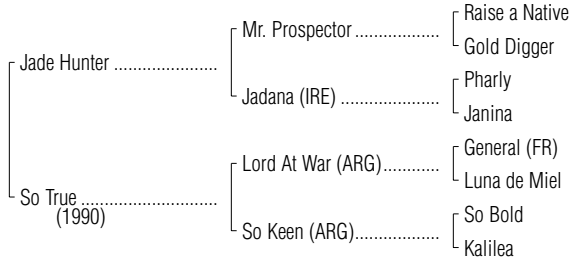 Raise a Native
Mr. Prospector ...................
Gold Digger
Jade Hunter .......................
Pharly
Jadana (IRE) ......................
Janina
General (FR)
Lord At War (ARG)............
Luna de Miel
So True ..............................
(1990)
So Bold
So Keen (ARG)..................
Kalilea